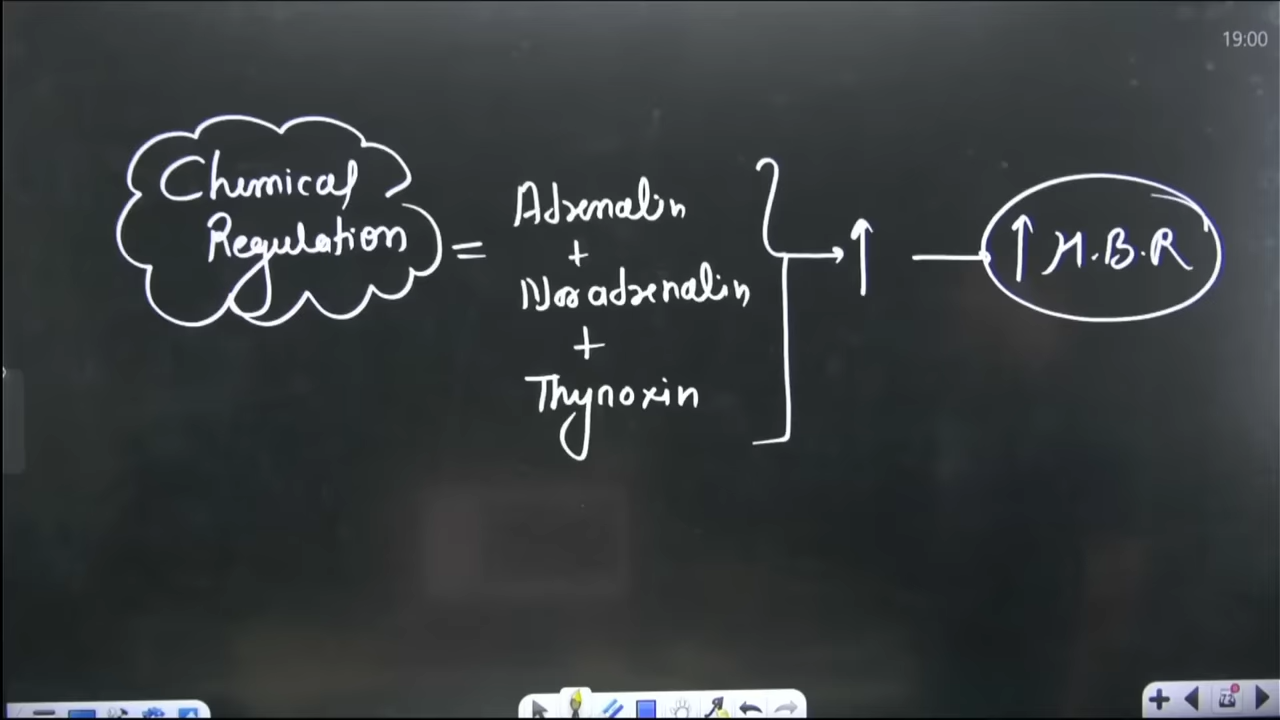 19:00
Chemical
Regulation =
Adrenalin
+
Noradrenalin
+
Thyroxin
→ ↑ — ↑ H.B.R